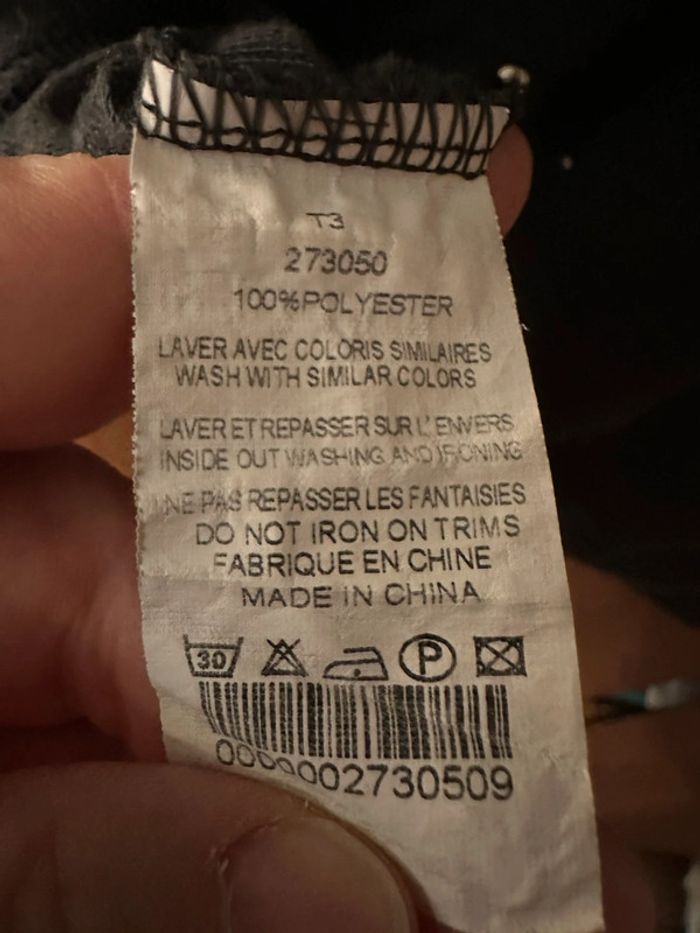 T3
273050
100%POLYESTER
LAVER AVEC COLORIS SIMILAIRES
WASH WITH SIMILAR COLORS
LAVER ET REPASSER SUR L'ENVERS
INSIDE OUT WASHING AND IRONING
NE PAS REPASSER LES FANTAISIES
DO NOT IRON ON TRIMS
FABRIQUE EN CHINE
MADE IN CHINA
30 P
0000002730509